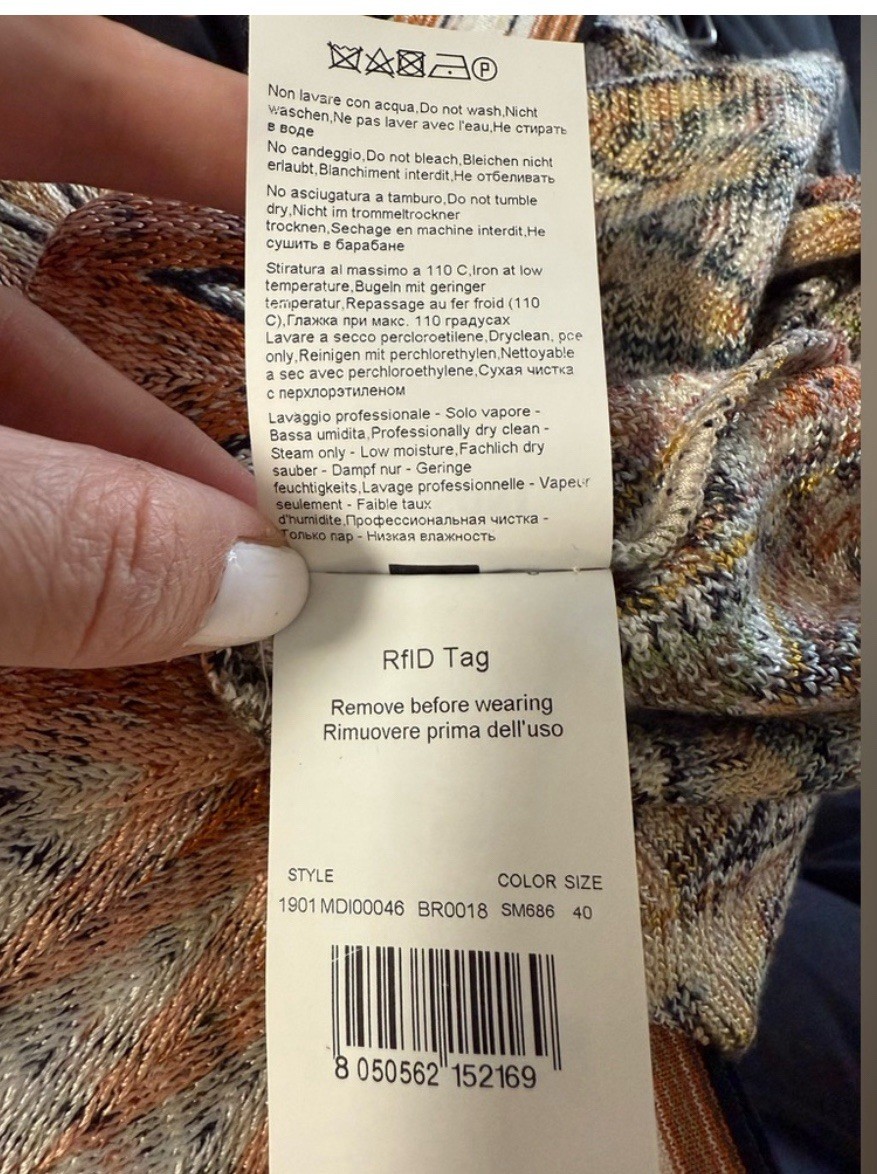 P
Non lavare con acqua,Do not wash,Nicht
waschen,Ne pas laver avec l'eau,Не стирать
в воде
No candeggio,Do not bleach,Bleichen nicht
erlaubt,Blanchiment interdit,Не отбеливать
No asciugatura a tamburo,Do not tumble
dry,Nicht im trommeltrockner
trocknen,Sechage en machine interdit,Не
сушить в барабане
Stiratura al massimo a 110 C,Iron at low
temperature,Bugeln mit geringer
temperatur,Repassage au fer froid (110
C),Глажка при макс. 110 градусах
Lavare a secco percloroetilene,Dryclean, pce
only,Reinigen mit perchlorethylen,Nettoyable
a sec avec perchloroethylene,Сухая чистка
с перхлорэтиленом
Lavaggio professionale - Solo vapore -
Bassa umidita,Professionally dry clean -
Steam only - Low moisture,Fachlich dry
sauber - Dampf nur - Geringe
feuchtigkeits,Lavage professionnelle - Vapeur
seulement - Faible taux
d'humidite,Профессиональная чистка -
Только пар - Низкая влажность
RfID Tag
Remove before wearing
Rimuovere prima dell'uso
STYLE COLOR SIZE
1901 MDI00046 BR0018 SM686 40
8 050562 152169